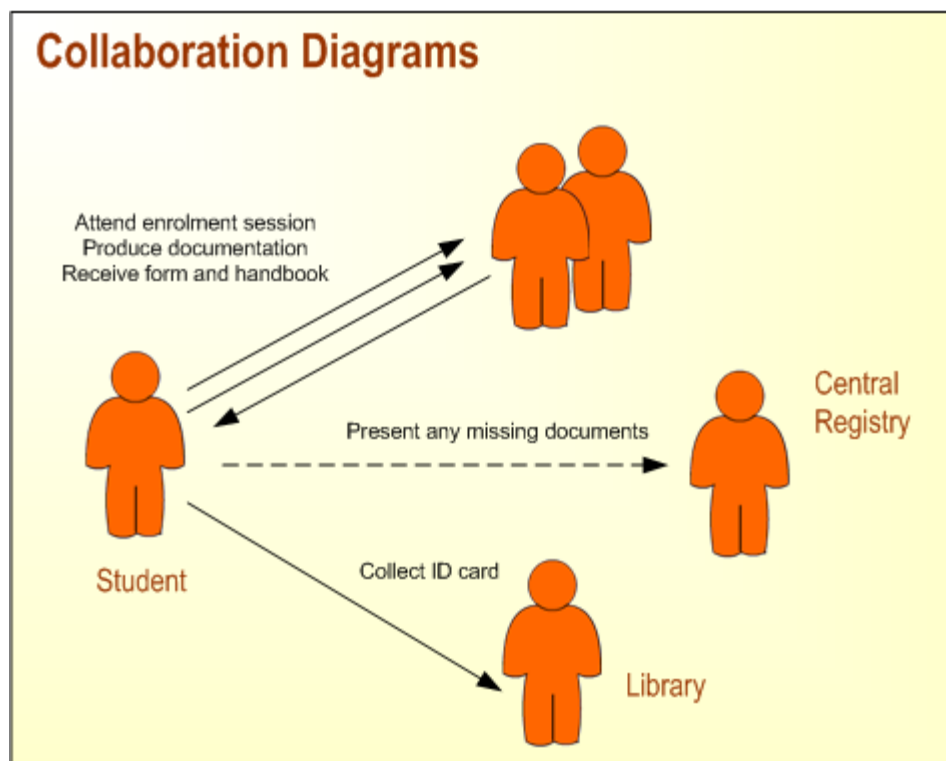 Collaboration Diagrams
Attend enrolment session
Produce documentation
Receive form and handbook
Central
Registry
Present any missing documents
Student
Collect ID card
Library